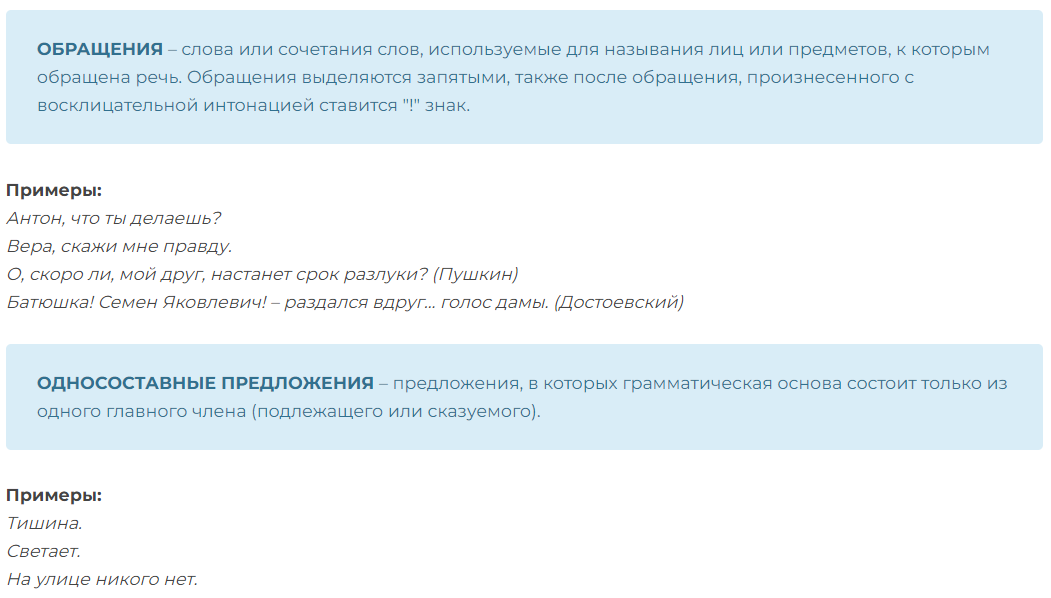 ОБРАЩЕНИЯ – слова или сочетания слов, используемые для называния лиц или предметов, к которым
обращена речь. Обращения выделяются запятыми, также после обращения, произнесенного с
восклицательной интонацией ставится "!" знак.
Примеры:
Антон, что ты делаешь?
Вера, скажи мне правду.
О, скоро ли, мой друг, настанет срок разлуки? (Пушкин)
Батюшка! Семен Яковлевич! – раздался вдруг... голос дамы. (Достоевский)
ОДНОСОСТАВНЫЕ ПРЕДЛОЖЕНИЯ – предложения, в которых грамматическая основа состоит только из
одного главного члена (подлежащего или сказуемого).
Примеры:
Тишина.
Светает.
На улице никого нет.